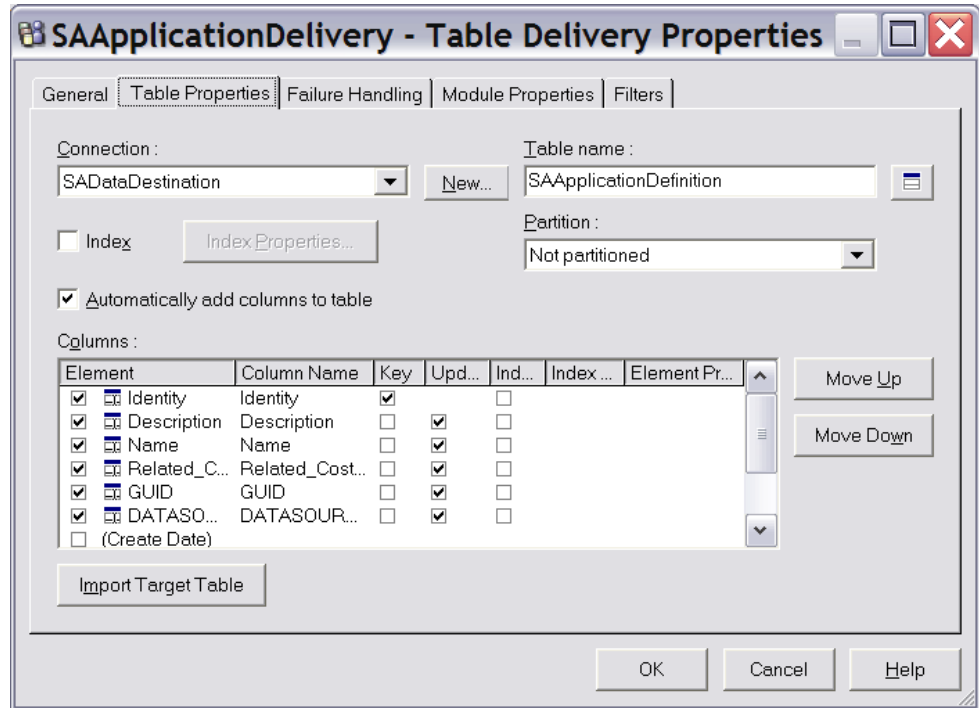 SAApplicationDelivery - Table Delivery Properties
General Table Properties Failure Handling Module Properties Filters
Connection :
SADataDestination
New...
Table name :
SAApplicationDefinition
Index
Index Properties...
Partition :
Not partitioned
Automatically add columns to table
Columns :
Element Column Name Key Upd... Ind... Index ... Element Pr...
Identity Identity
Description Description
Name Name
Related_C... Related_Cost...
GUID GUID
DATASO... DATASOUR...
(Create Date)
Move Up
Move Down
Import Target Table
OK Cancel Help